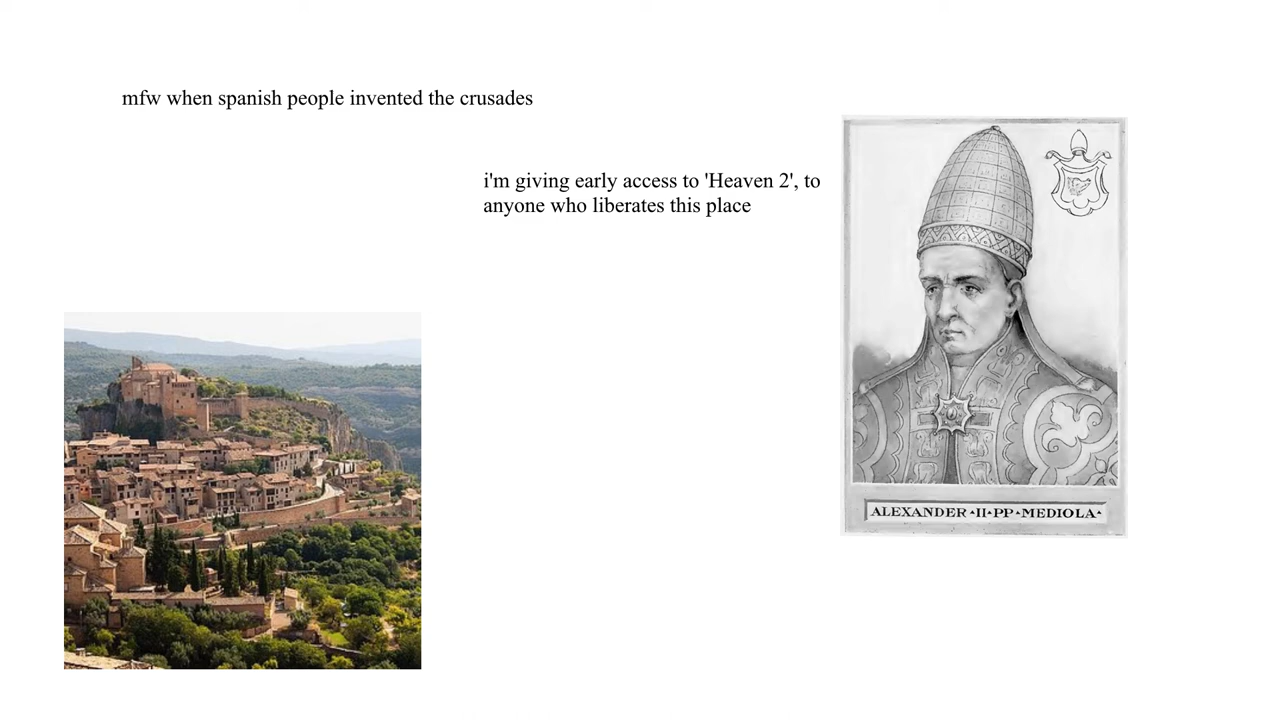 mfw when spanish people invented the crusades
i'm giving early access to 'Heaven 2', to
anyone who liberates this place
ALEXANDER ▴ II ▴ PP ▴ MEDIOLA ▴